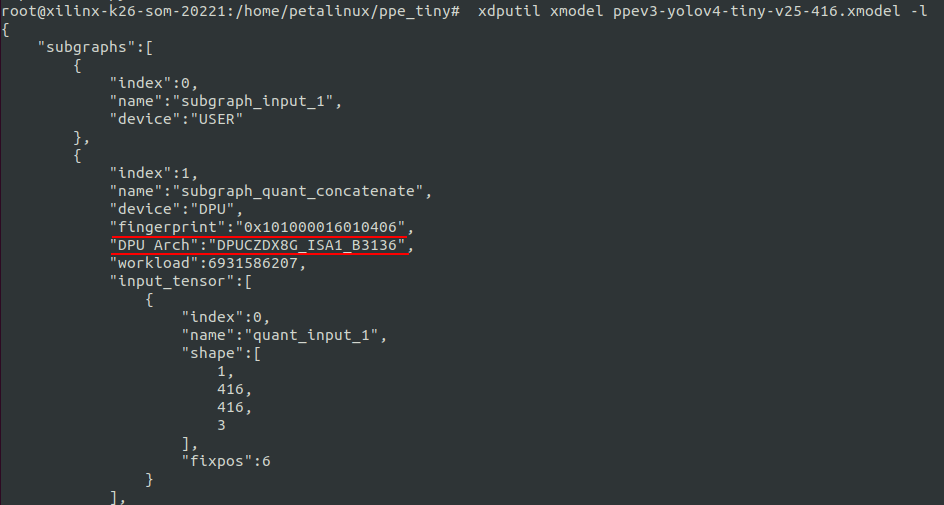 root@xilinx-k26-som-20221:/home/petalinux/ppe_tiny#  xdputil xmodel ppev3-yolov4-tiny-v25-416.xmodel -l
{
    "subgraphs":[
        {
            "index":0,
            "name":"subgraph_input_1",
            "device":"USER"
        },
        {
            "index":1,
            "name":"subgraph_quant_concatenate",
            "device":"DPU",
            "fingerprint":"0x101000016010406",
            "DPU Arch":"DPUCZDX8G_ISA1_B3136",
            "workload":6931586207,
            "input_tensor":[
                {
                    "index":0,
                    "name":"quant_input_1",
                    "shape":[
                        1,
                        416,
                        416,
                        3
                    ],
                    "fixpos":6
                }
            ],